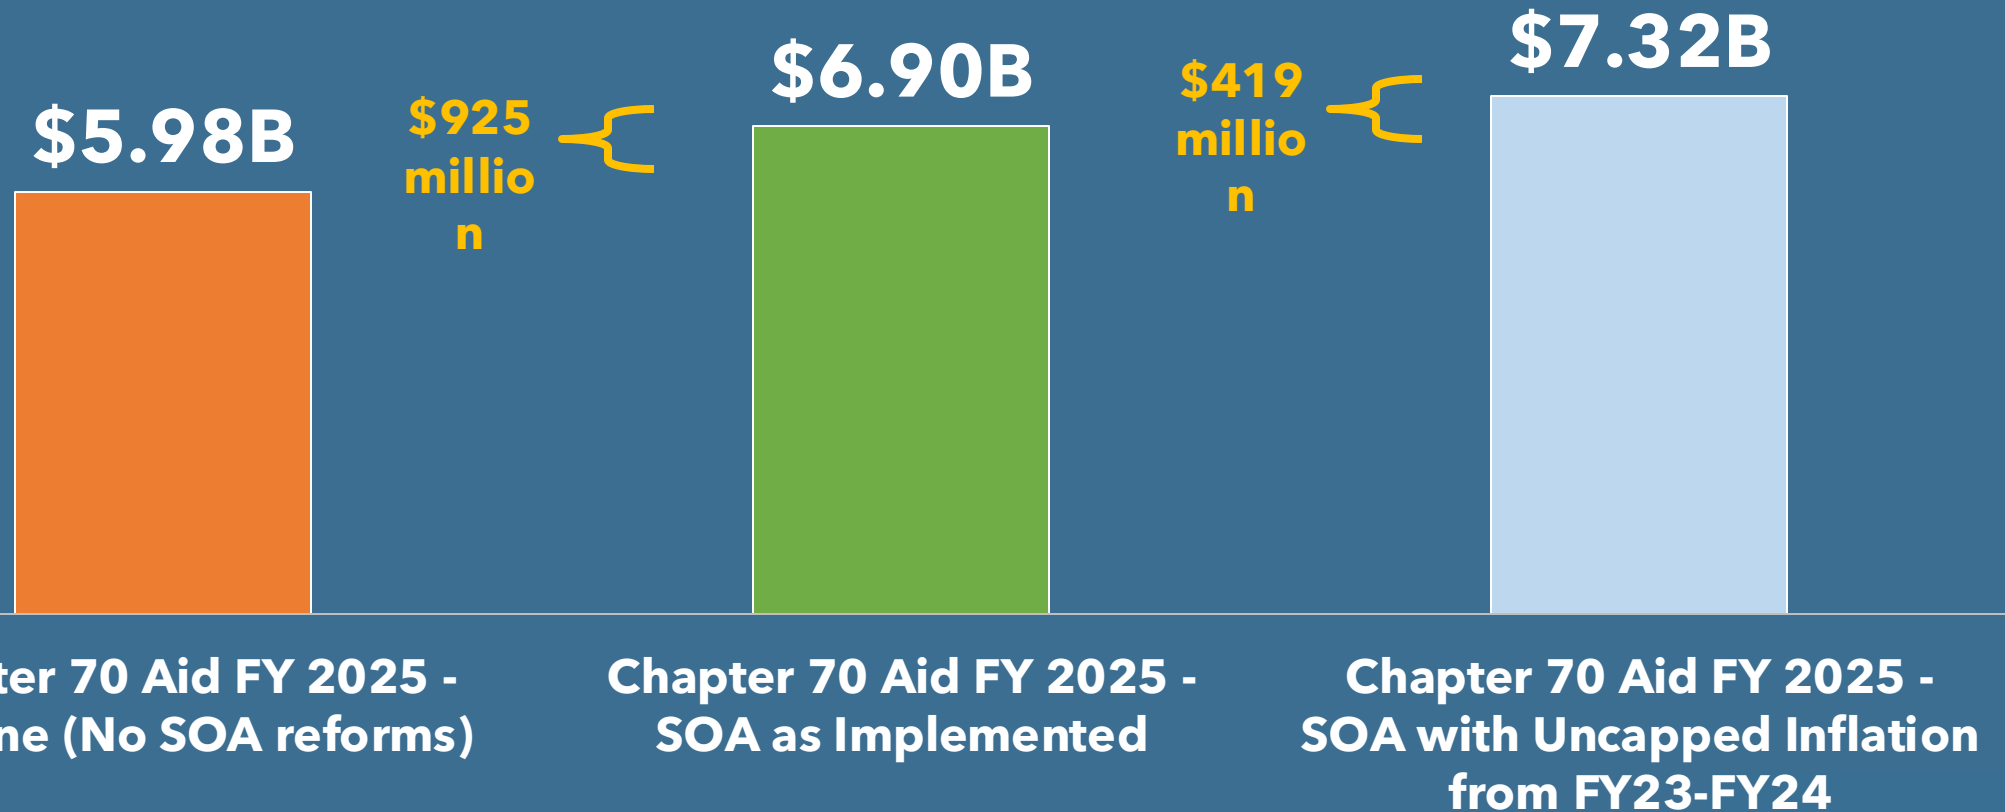 $5.98B
$925
millio
n
$6.90B
$419
millio
n
$7.32B
ter 70 Aid FY 2025 -
ne (No SOA reforms)
Chapter 70 Aid FY 2025 -
SOA as Implemented
Chapter 70 Aid FY 2025 -
SOA with Uncapped Inflation
from FY23-FY24